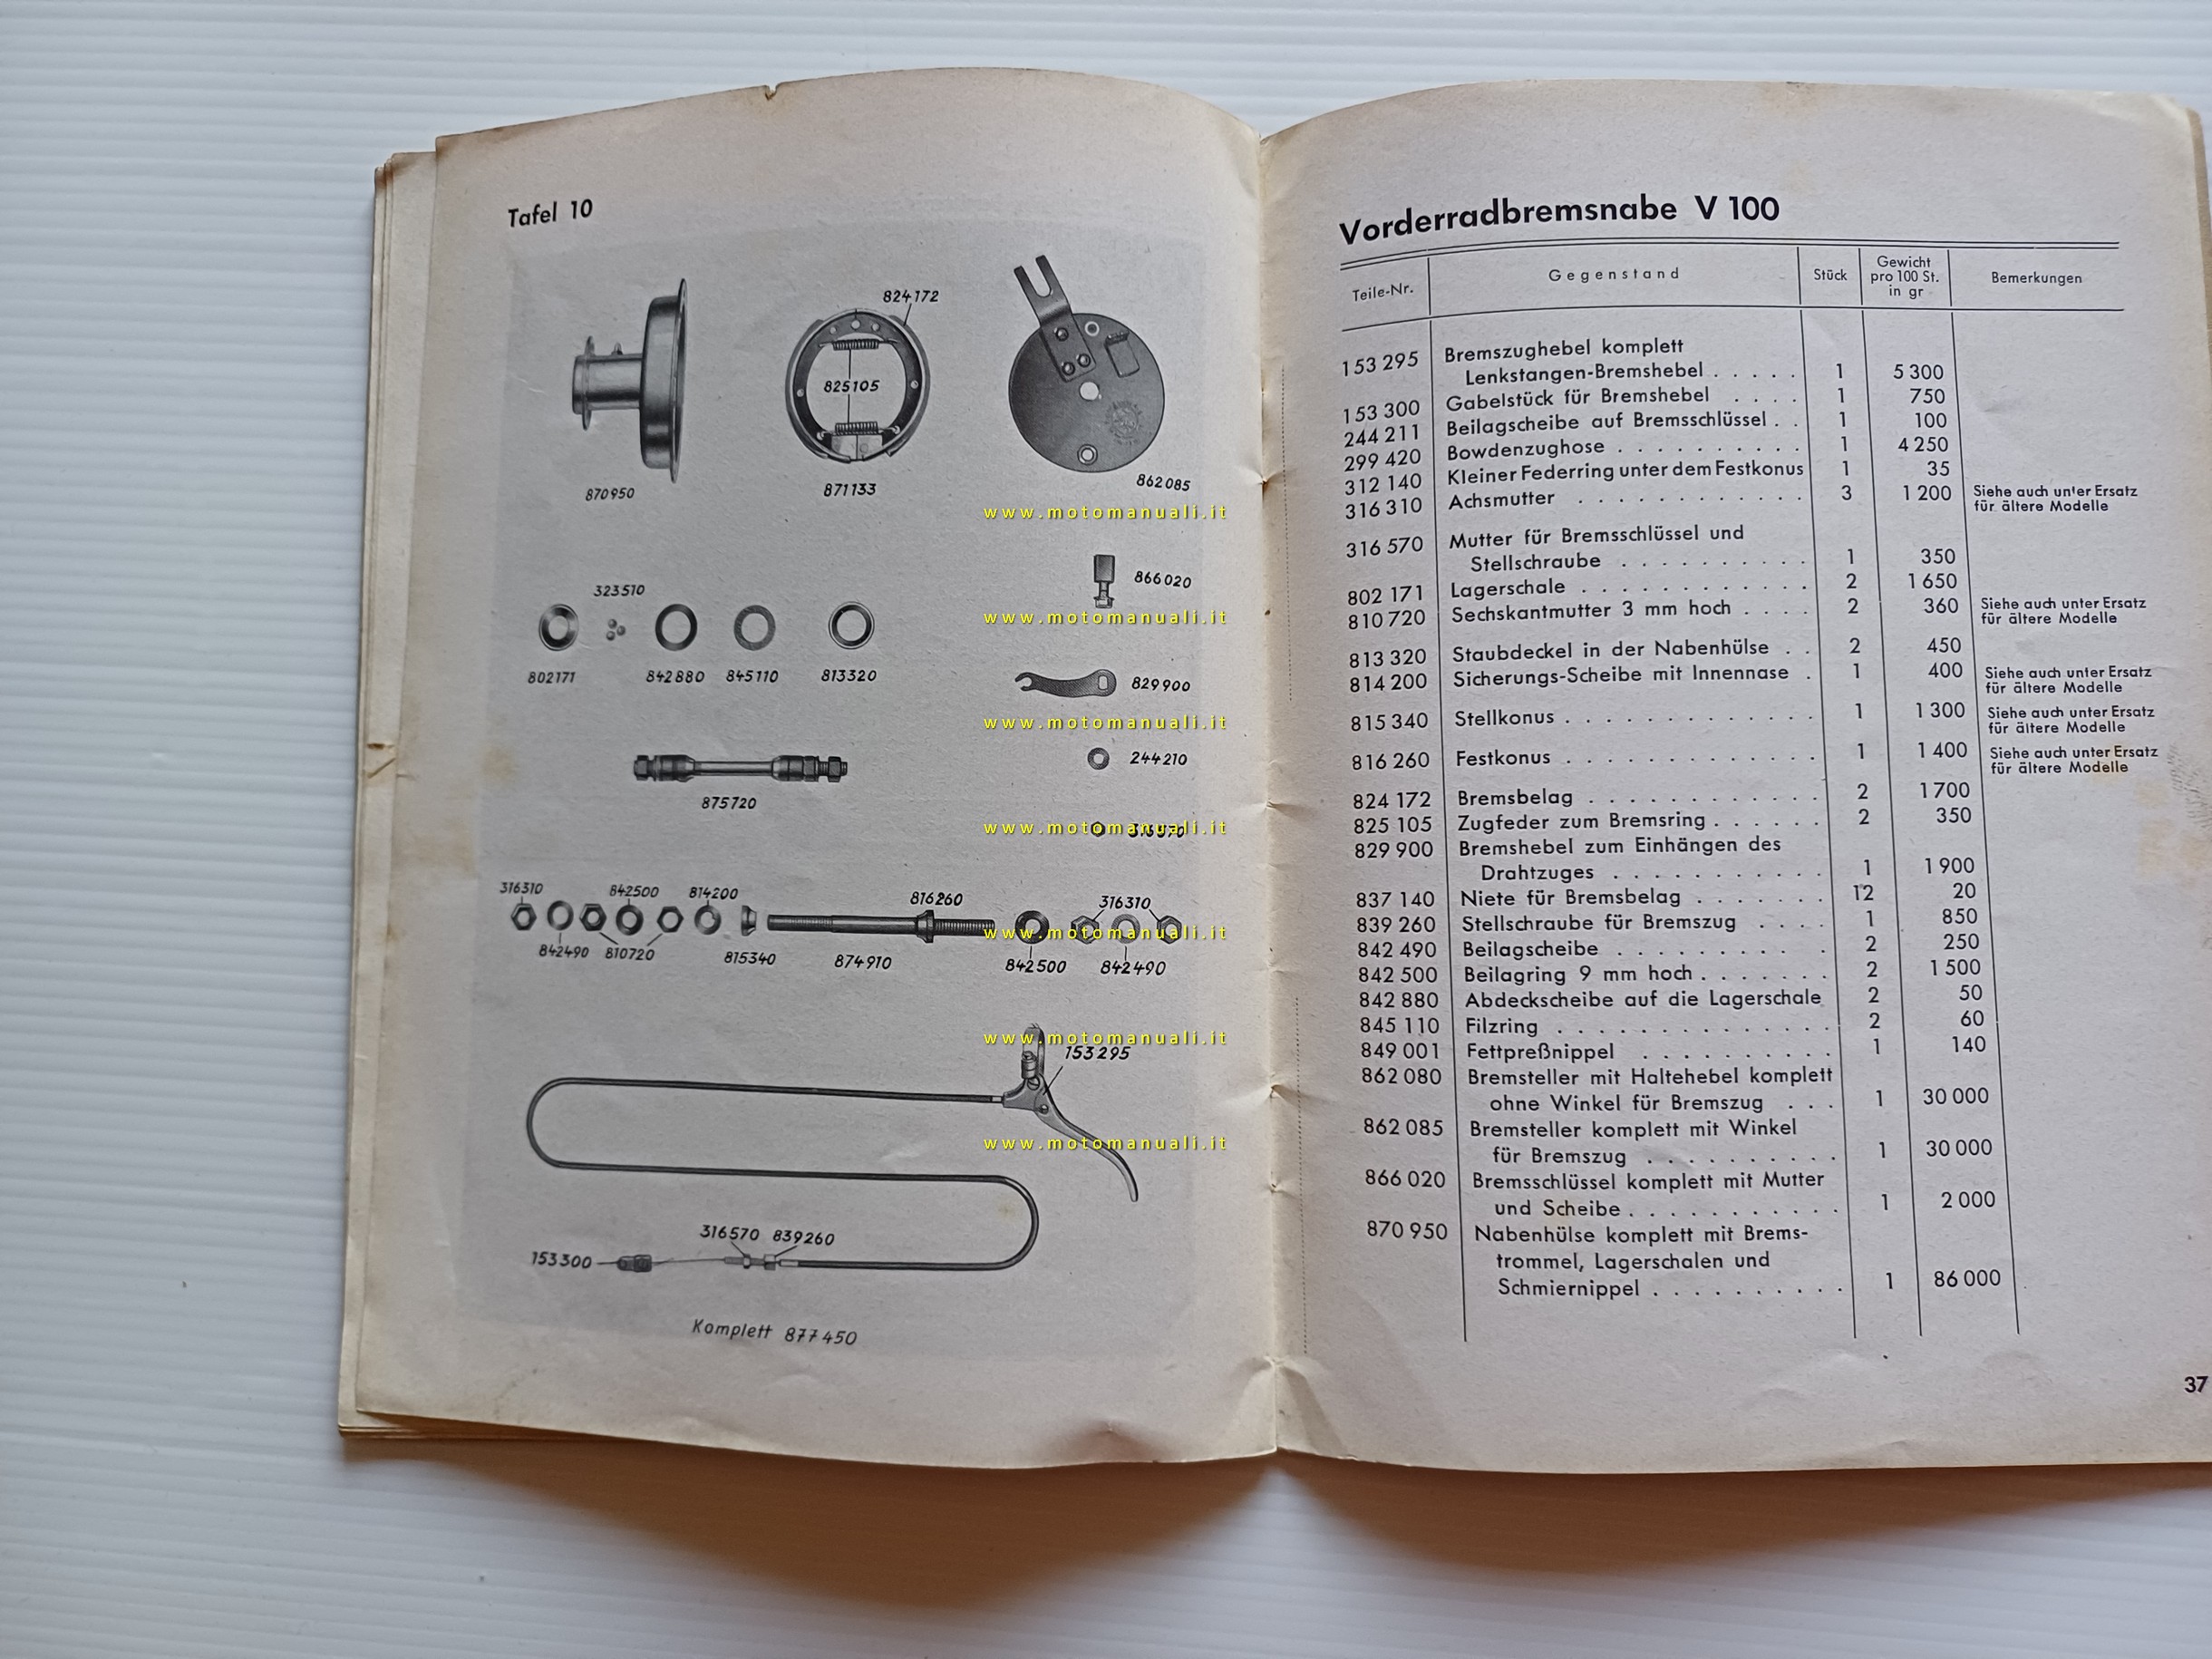 Tafel 10
824172
825105
870950
871133
862085
www.motomanuali.it
866020
323510
www.motomanuali.it
802171
842880
845110
813320
829900
www.motomanuali.it
244210
875720
www.motomanuali.it
316310
842500
814200
816260
316310
www.motomanuali.it
842490
810720
815340
874910
842500
842490
www.motomanuali.it
153295
www.motomanuali.it
316570
839260
153300
Komplett 877450
Vorderradbremsnabe V 100
Teile-Nr. Gegenstand Stück Gewicht pro 100 St. in gr Bemerkungen
153 295 Bremszughebel komplett
Lenkstangen-Bremshebel . . . . . 1 5 300
153 300 Gabelstück für Bremshebel . . . . 1 750
244 211 Beilagscheibe auf Bremsschlüssel . . 1 100
299 420 Bowdenzughose . . . . . . . . . . 1 4 250
312 140 Kleiner Federring unter dem Festkonus 1 35
316 310 Achsmutter . . . . . . . . . . . . 3 1 200 Siehe auch unter Ersatz
für ältere Modelle
316 570 Mutter für Bremsschlüssel und
Stellschraube . . . . . . . . . . 1 350
802 171 Lagerschale . . . . . . . . . . . . 2 1 650
810 720 Sechskantmutter 3 mm hoch . . . . 2 360 Siehe auch unter Ersatz
für ältere Modelle
813 320 Staubdeckel in der Nabenhülse . . 2 450
814 200 Sicherungs-Scheibe mit Innennase . 1 400 Siehe auch unter Ersatz
für ältere Modelle
815 340 Stellkonus . . . . . . . . . . . . . 1 1 300 Siehe auch unter Ersatz
für ältere Modelle
816 260 Festkonus . . . . . . . . . . . . . 1 1 400 Siehe auch unter Ersatz
für ältere Modelle
824 172 Bremsbelag . . . . . . . . . . . . 2 1700
825 105 Zugfeder zum Bremsring . . . . . . 2 350
829 900 Bremshebel zum Einhängen des
Drahtzuges . . . . . . . . . . . 1 1 900
837 140 Niete für Bremsbelag . . . . . . . 12 20
839 260 Stellschraube für Bremszug . . . . 1 850
842 490 Beilagscheibe . . . . . . . . . . 2 250
842 500 Beilagring 9 mm hoch . . . . . . . 2 1 500
842 880 Abdeckscheibe auf die Lagerschale 2 50
845 110 Filzring . . . . . . . . . . . . . . 2 60
849 001 Fettpreßnippel . . . . . . . . . . 1 140
862 080 Bremsteller mit Haltehebel komplett
ohne Winkel für Bremszug . . . 1 30 000
862 085 Bremsteller komplett mit Winkel
für Bremszug . . . . . . . . . . 1 30 000
866 020 Bremsschlüssel komplett mit Mutter
und Scheibe . . . . . . . . . . . 1 2 000
870 950 Nabenhülse komplett mit Brems-
trommel, Lagerschalen und
Schmiernippel . . . . . . . . . . 1 86 000
37